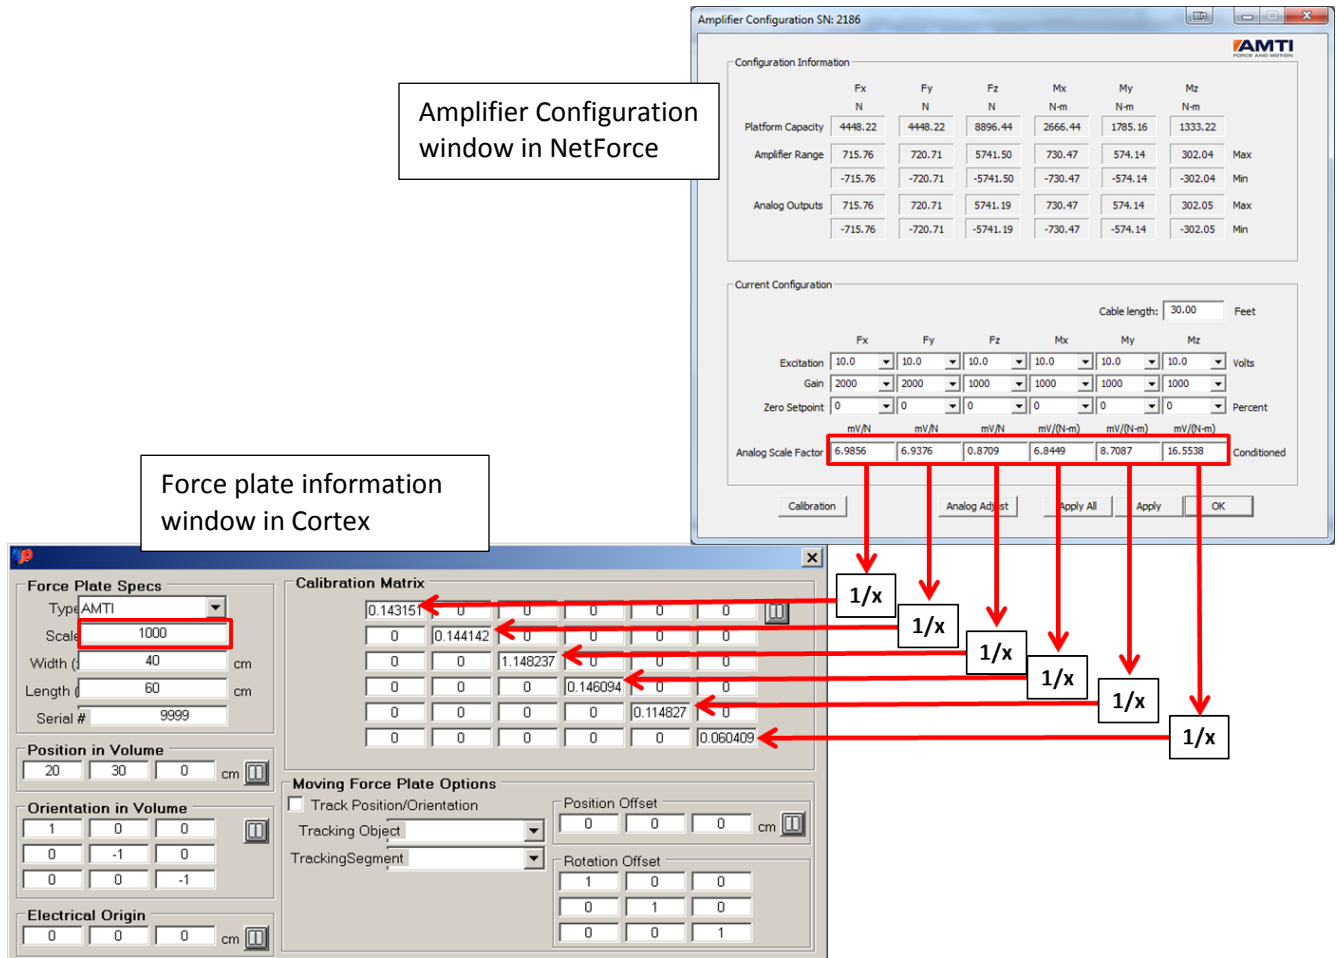 Amplifier Configuration SN: 2186
AMTI
FORCE AND MOTION
Configuration Information
Fx Fy Fz Mx My Mz
N N N N-m N-m N-m
Platform Capacity 4448.22 4448.22 8896.44 2666.44 1785.16 1333.22
Amplifier Range 715.76 720.71 5741.50 730.47 574.14 302.04 Max
-715.76 -720.71 -5741.50 -730.47 -574.14 -302.04 Min
Analog Outputs 715.76 720.71 5741.19 730.47 574.14 302.05 Max
-715.76 -720.71 -5741.19 -730.47 -574.14 -302.05 Min
Amplifier Configuration
window in NetForce
Current Configuration
Cable length: 30.00 Feet
Fx Fy Fz Mx My Mz
Excitation 10.0 10.0 10.0 10.0 10.0 10.0 Volts
Gain 2000 2000 1000 1000 1000 1000
Zero Setpoint 0 0 0 0 0 0 Percent
mV/N mV/N mV/N mV/(N-m) mV/(N-m) mV/(N-m)
Analog Scale Factor 6.9856 6.9376 0.8709 6.8449 8.7087 16.5538 Conditioned
Calibration Analog Adjust Apply All Apply OK
Force plate information
window in Cortex
1/x
1/x
1/x
1/x
1/x
1/x
Force Plate Specs
Type AMTI
Scale 1000
Width ( 40 cm
Length ( 60 cm
Serial # 9999
Calibration Matrix
0.143151 0 0 0 0 0
0 0.144142 0 0 0 0
0 0 1.148237 0 0 0
0 0 0 0.146094 0 0
0 0 0 0 0.114827 0
0 0 0 0 0 0.060409
Position in Volume
20 30 0 cm
Orientation in Volume
1 0 0
0 -1 0
0 0 -1
Electrical Origin
0 0 0 cm
Moving Force Plate Options
Track Position/Orientation
Tracking Object
TrackingSegment
Position Offset
0 0 0 cm
Rotation Offset
1 0 0
0 1 0
0 0 1